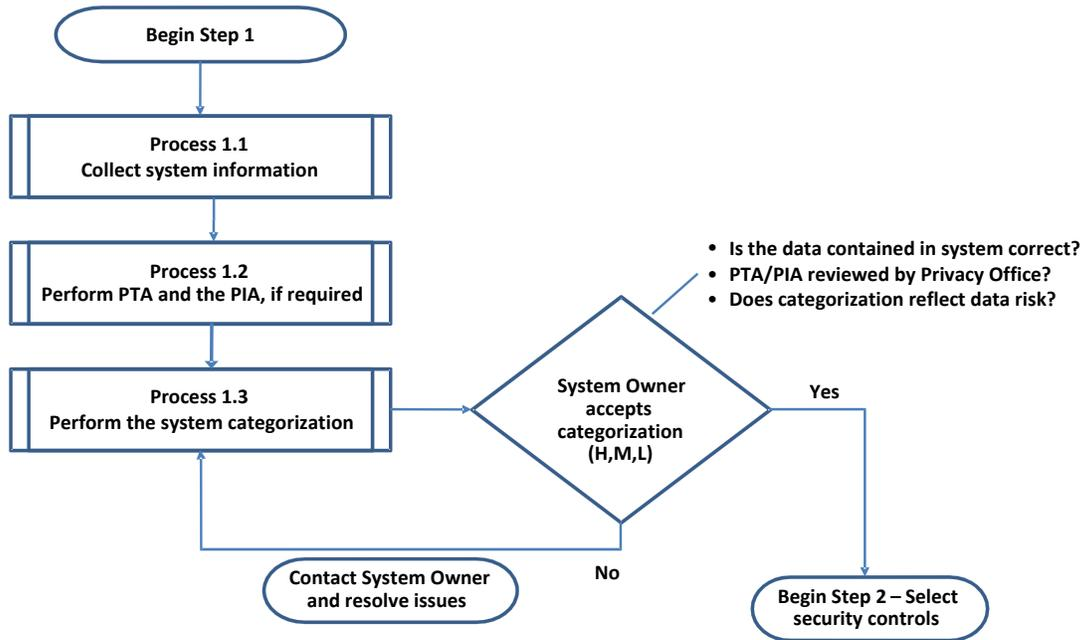 Begin Step 1
Process 1.1
Collect system information
Process 1.2
Perform PTA and the PIA, if required
Process 1.3
Perform the system categorization
• Is the data contained in system correct?
• PTA/PIA reviewed by Privacy Office?
• Does categorization reflect data risk?
System Owner
accepts
categorization
(H,M,L)
Yes
No
Contact System Owner
and resolve issues
Begin Step 2 – Select
security controls